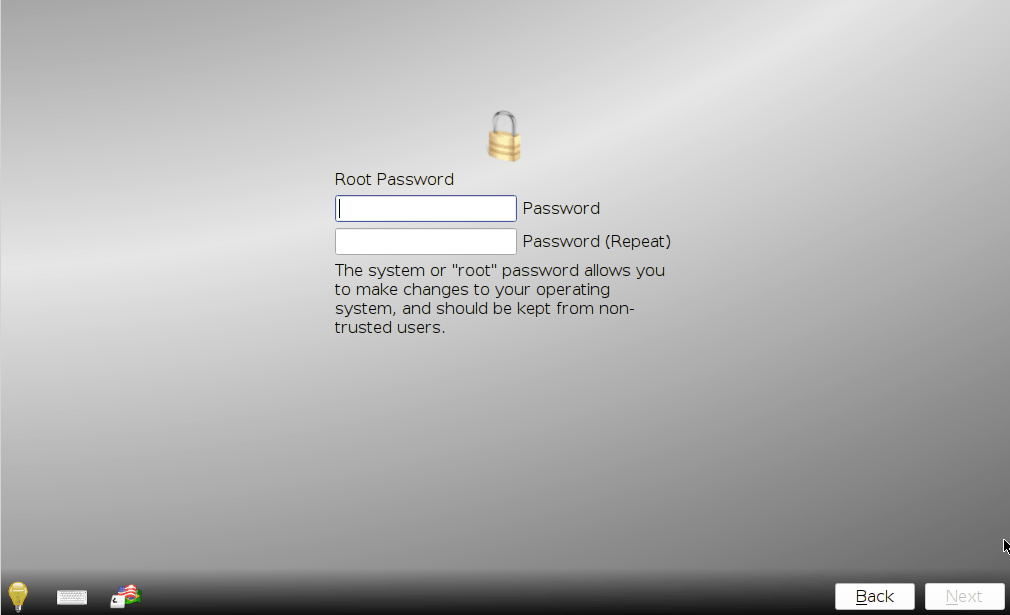 Root Password
Password
Password (Repeat)
The system or "root" password allows you
to make changes to your operating
system, and should be kept from non-
trusted users.
Back
Next